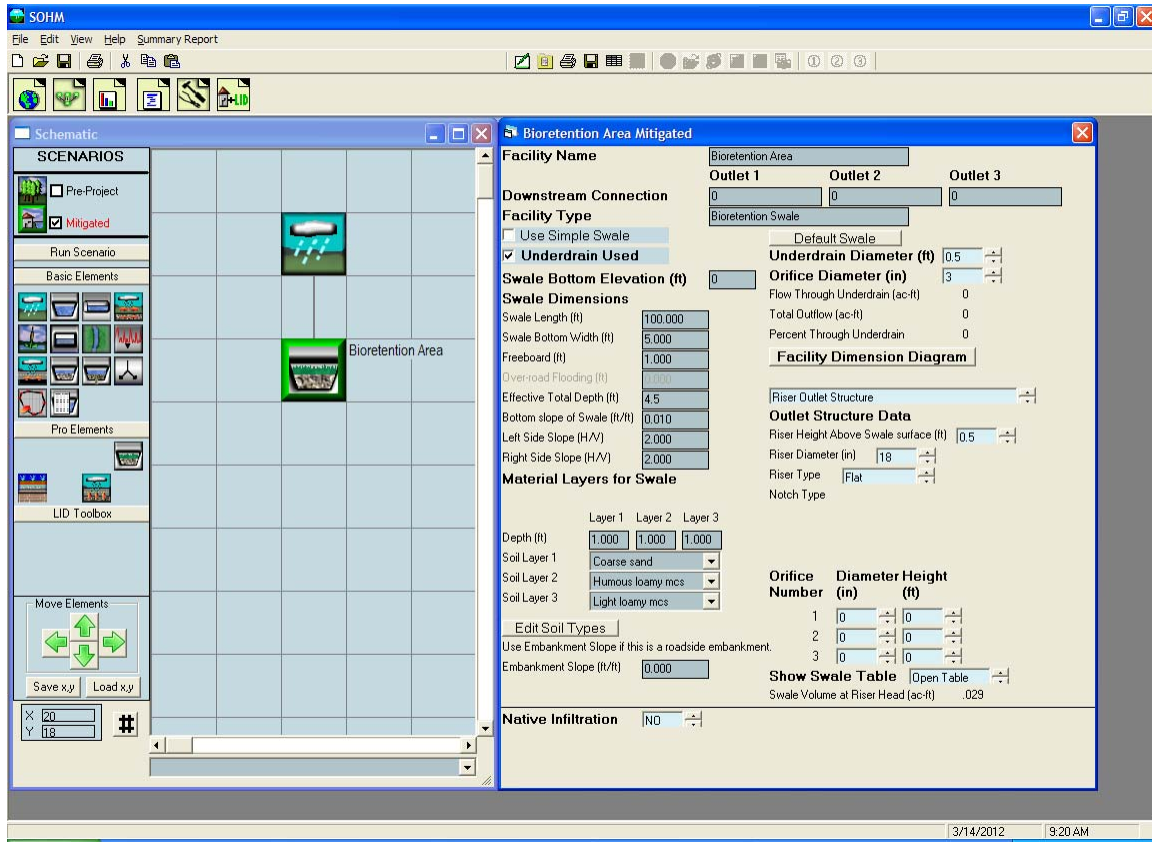 SOHM
File Edit View Help Summary Report
Schematic
SCENARIOS
Pre-Project
Mitigated
Run Scenario
Basic Elements
Pro Elements
LID Toolbox
Move Elements
Save x,y Load x,y
X 20
Y 18
#
+LID
Bioretention Area
Bioretention Area Mitigated
Facility Name Bioretention Area
Outlet 1 Outlet 2 Outlet 3
Downstream Connection 0 0 0
Facility Type Bioretention Swale
Use Simple Swale Default Swale
Underdrain Used Underdrain Diameter (ft) 0.5
Swale Bottom Elevation (ft) 0 Orifice Diameter (in) 3
Swale Dimensions Flow Through Underdrain (ac-ft) 0
Swale Length (ft) 100.000 Total Outflow (ac-ft) 0
Swale Bottom Width (ft) 5.000 Percent Through Underdrain 0
Freeboard (ft) 1.000 Facility Dimension Diagram
Over-road Flooding (ft) 0.000
Effective Total Depth (ft) 4.5 Riser Outlet Structure
Bottom slope of Swale (ft/ft) 0.010 Outlet Structure Data
Left Side Slope (H/V) 2.000 Riser Height Above Swale surface (ft) 0.5
Right Side Slope (H/V) 2.000 Riser Diameter (in) 18
Material Layers for Swale Riser Type Flat
Notch Type
Layer 1 Layer 2 Layer 3
Depth (ft) 1.000 1.000 1.000
Soil Layer 1 Coarse sand
Soil Layer 2 Humous loamy mcs
Soil Layer 3 Light loamy mcs
Edit Soil Types
Use Embankment Slope if this is a roadside embankment.
Embankment Slope (ft/ft) 0.000
Orifice Diameter Height
Number (in) (ft)
1 0 0
2 0 0
3 0 0
Show Swale Table Open Table
Swale Volume at Riser Head (ac-ft) .029
Native Infiltration NO
3/14/2012 9:20 AM